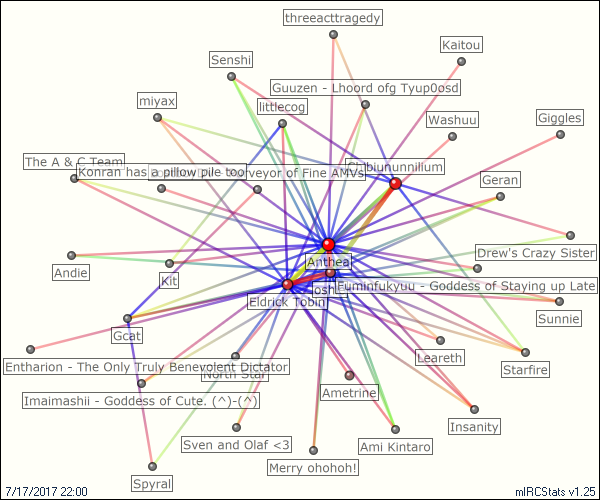 threeacttragedy
Kaitou
Senshi
Guuzen - Lhoord ofg Tyup0osd
miyax
littlecog
Giggles
Washuu
The A & C Team
Konran has a pillow pile too
veyor of Fine AMVs
Geran
Drew's Crazy Sister
Anthea
Andie
Kit
Fuminfukyuu - Goddess of Staying up Late
Eldrick Tobin
Sunnie
Gcat
Leareth
Entharion - The Only Truly Benevolent Dictator
Starfire
North Star
Ametrine
Imaimashii - Goddess of Cute. (^)-(^)
Insanity
Sven and Olaf <3
Ami Kintaro
Merry ohohoh!
Spyral
7/17/2017 22:00
mIRCStats v1.25